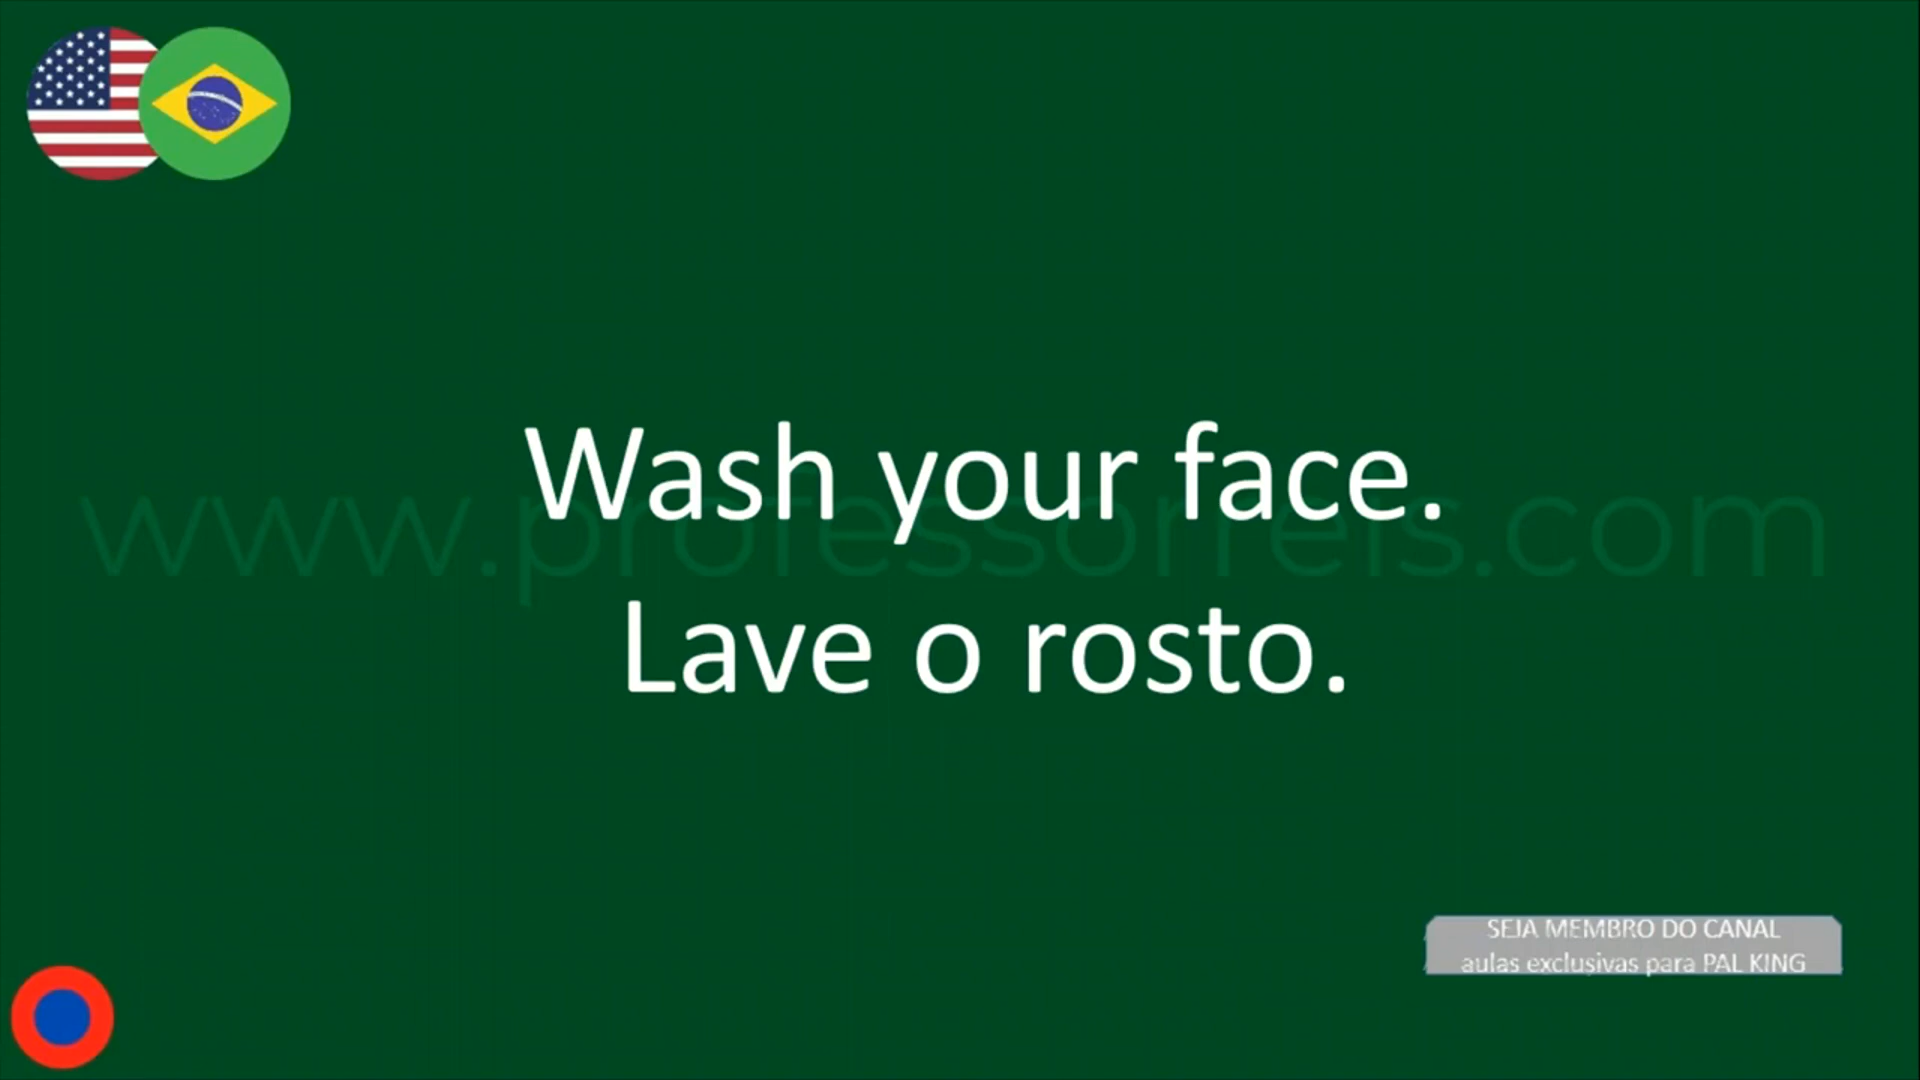 Wash your face.
www.professorreis.com
Lave o rosto.
SEJA MEMBRO DO CANAL
aulas exclusivas para PAL KING